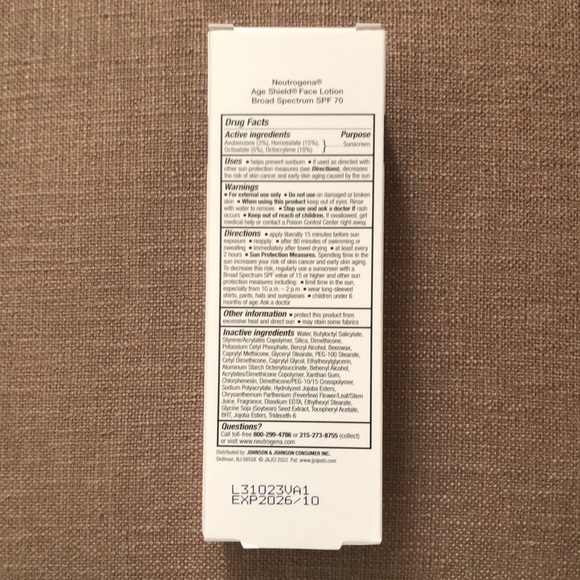 Neutrogena®
Age Shield® Face Lotion
Broad Spectrum SPF 70
Drug Facts
Active ingredients Purpose
Avobenzone (3%), Homosalate (15%),
Octisalate (5%), Octocrylene (10%) Sunscreen
Uses ▪ helps prevent sunburn ▪ if used as directed with
other sun protection measures (see Directions), decreases
the risk of skin cancer and early skin aging caused by the sun
Warnings
▪ For external use only ▪ Do not use on damaged or broken
skin ▪ When using this product keep out of eyes. Rinse
with water to remove. ▪ Stop use and ask a doctor if rash
occurs ▪ Keep out of reach of children. If swallowed, get
medical help or contact a Poison Control Center right away.
Directions ▪ apply liberally 15 minutes before sun
exposure ▪ reapply: ▪ after 80 minutes of swimming or
sweating ▪ immediately after towel drying ▪ at least every
2 hours ▪ Sun Protection Measures. Spending time in the
sun increases your risk of skin cancer and early skin aging.
To decrease this risk, regularly use a sunscreen with a
Broad Spectrum SPF value of 15 or higher and other sun
protection measures including: ▪ limit time in the sun,
especially from 10 a.m. – 2 p.m. ▪ wear long-sleeved
shirts, pants, hats and sunglasses ▪ children under 6
months of age: Ask a doctor
Other information ▪ protect this product from
excessive heat and direct sun ▪ may stain some fabrics
Inactive ingredients Water, Butyloctyl Salicylate,
Styrene/Acrylates Copolymer, Silica, Dimethicone,
Potassium Cetyl Phosphate, Benzyl Alcohol, Beeswax,
Caprylyl Methicone, Glyceryl Stearate, PEG-100 Stearate,
Cetyl Dimethicone, Caprylyl Glycol, Ethylhexylglycerin,
Aluminum Starch Octenylsuccinate, Behenyl Alcohol,
Acrylates/Dimethicone Copolymer, Xanthan Gum,
Chlorphenesin, Dimethicone/PEG-10/15 Crosspolymer,
Sodium Polyacrylate, Hydrolyzed Jojoba Esters,
Chrysanthemum Parthenium (Feverfew) Flower/Leaf/Stem
Juice, Fragrance, Disodium EDTA, Ethylhexyl Stearate,
Glycine Soja (Soybean) Seed Extract, Tocopheryl Acetate,
BHT, Jojoba Esters, Trideceth-6
Questions?
Call toll-free 800-299-4786 or 215-273-8755 (collect)
or visit www.neutrogena.com
Distributed by: JOHNSON & JOHNSON CONSUMER INC.
Skillman, NJ 08558 © J&JCI 2022 Pat. www.jjcipats.com
L31023VA1
EXP2026/10